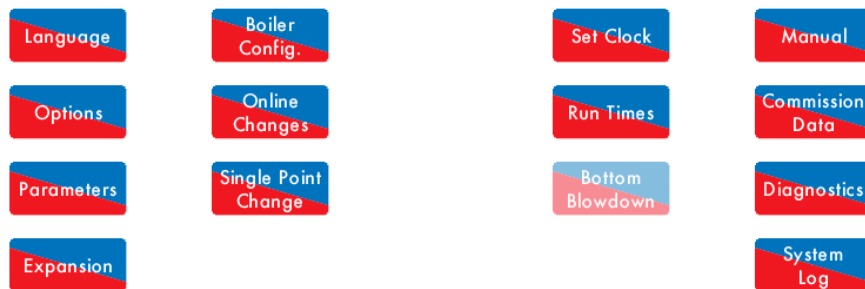 Language
Boiler
Config.
Set Clock
Manual
Options
Online
Changes
Run Times
Commission
Data
Parameters
Single Point
Change
Bottom
Blowdown
Diagnostics
Expansion
System
Log